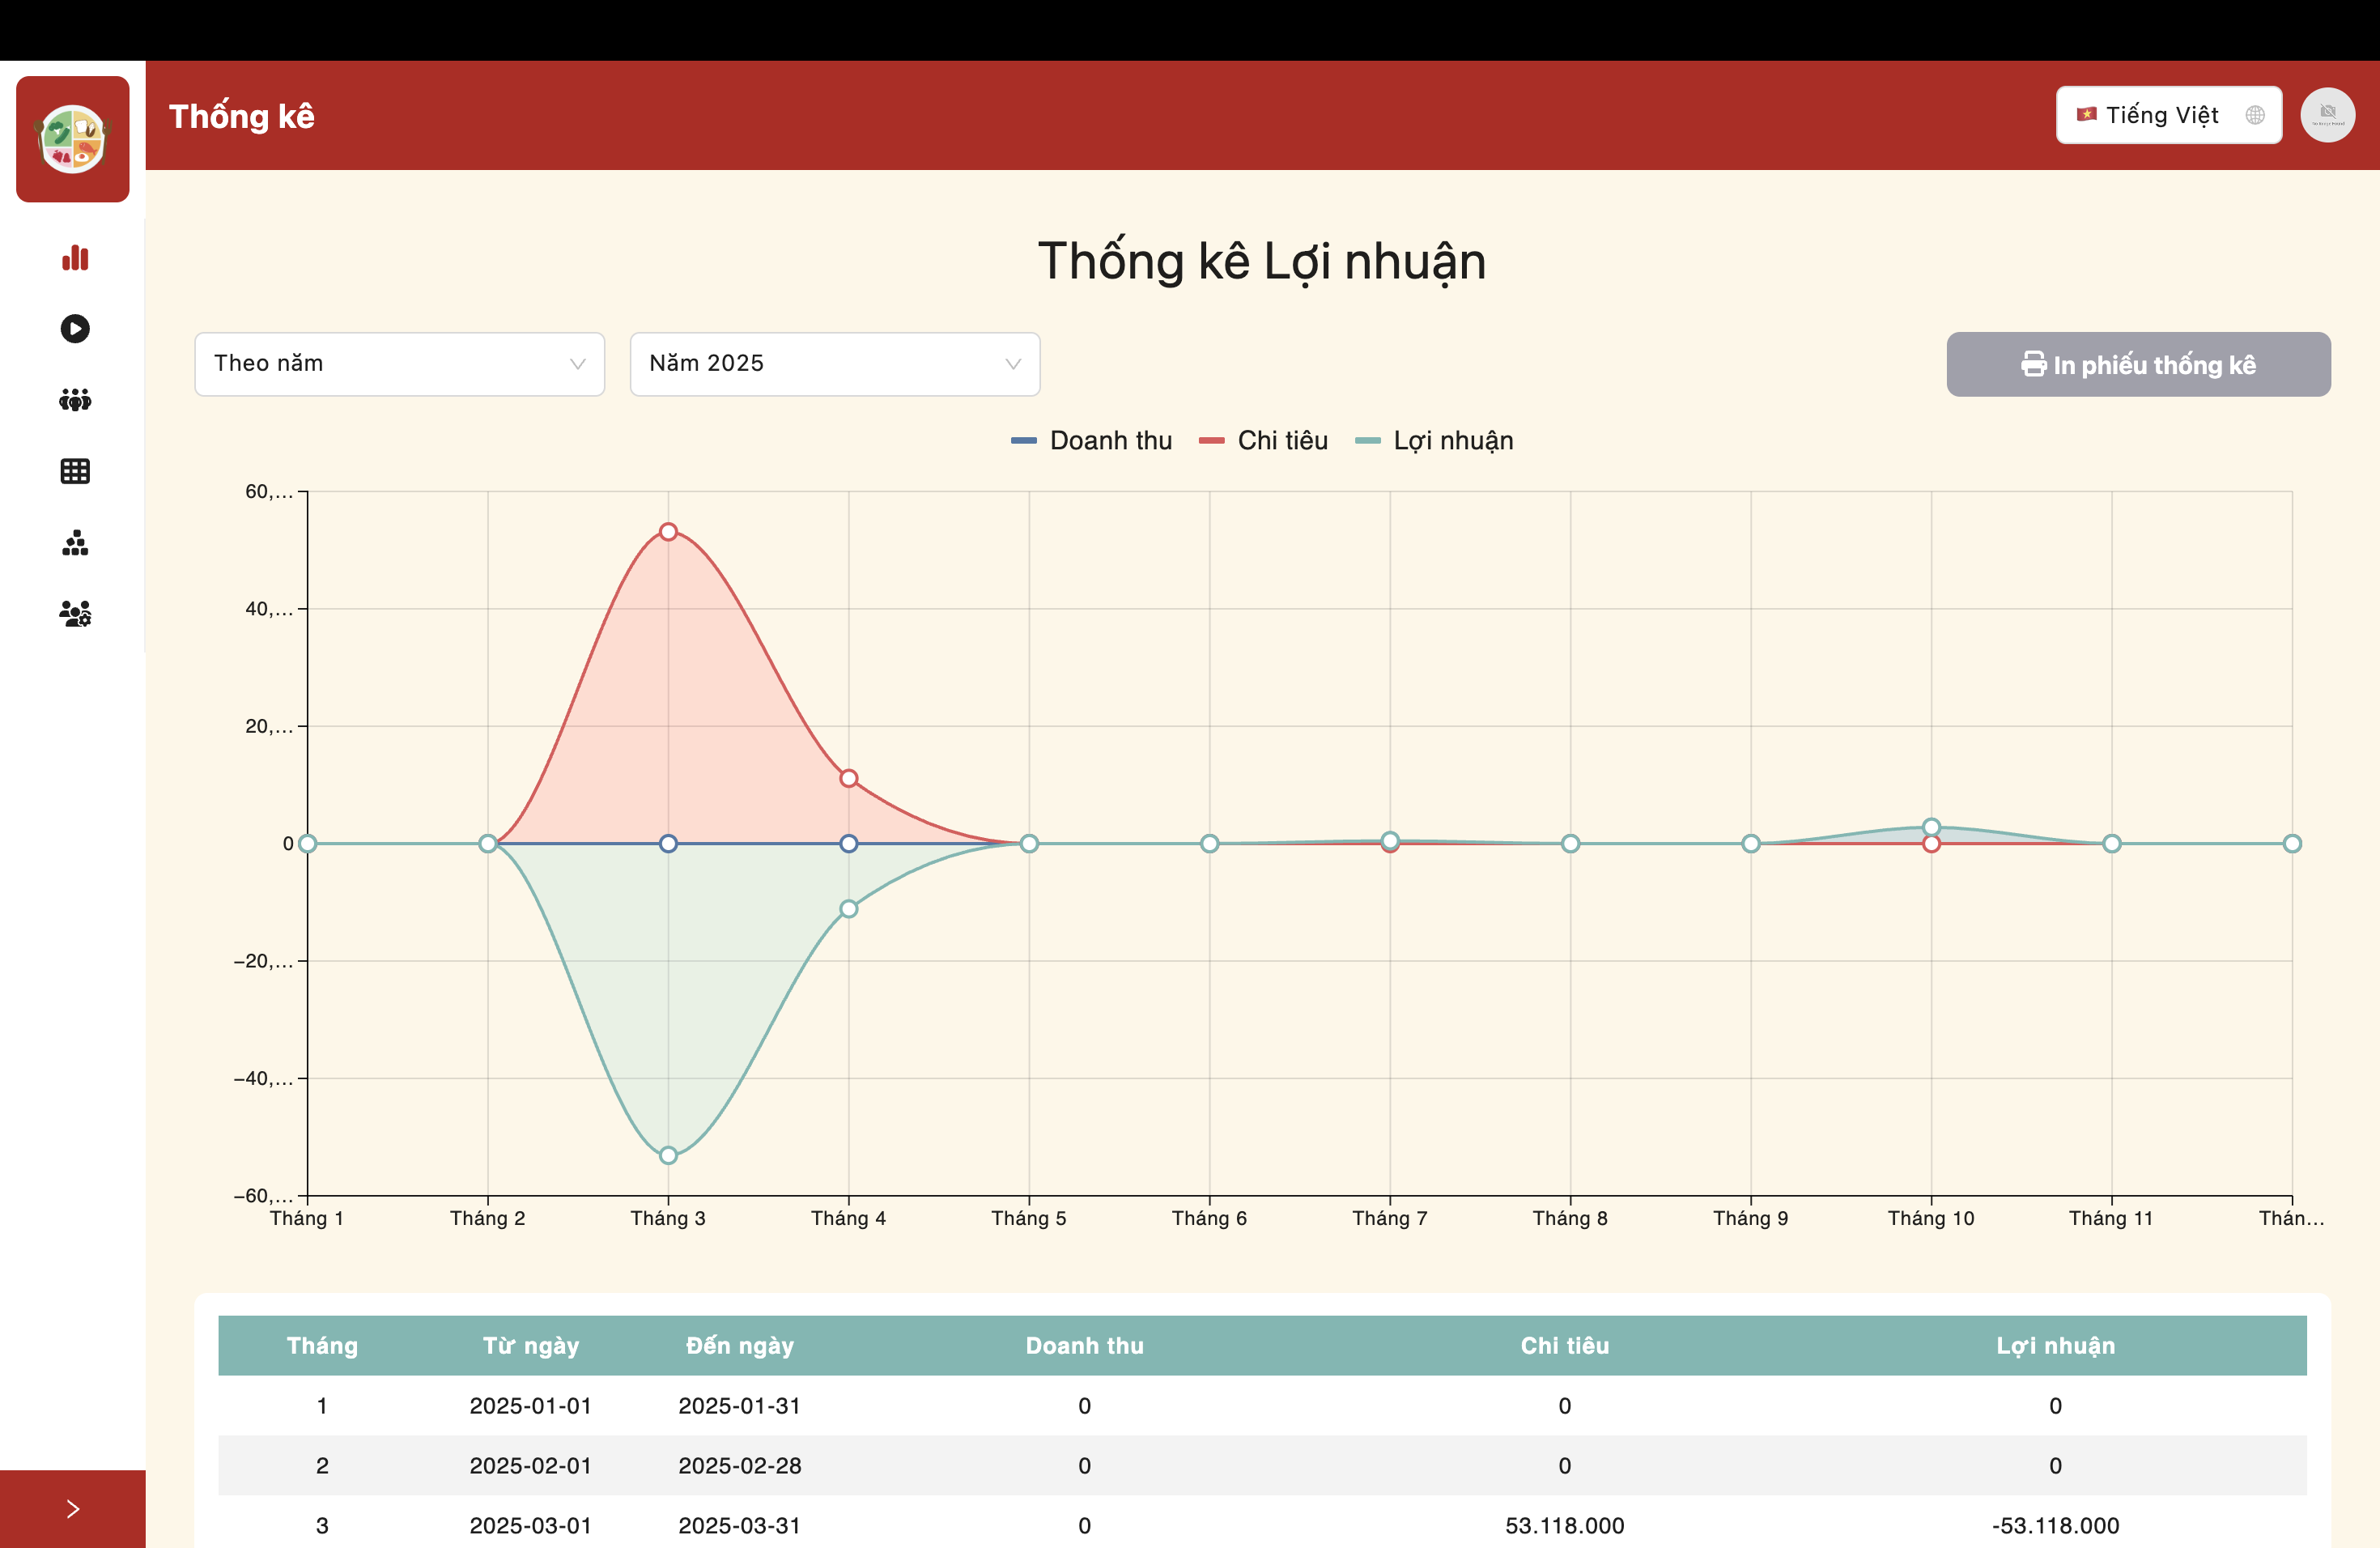 Thống kê
Tiếng Việt
Thống kê Lợi nhuận
Theo năm
Năm 2025
In phiếu thống kê
Doanh thu Chi tiêu Lợi nhuận
60,...
40,...
20,...
0
−20,...
−40,...
−60,...
Tháng 1 Tháng 2 Tháng 3 Tháng 4 Tháng 5 Tháng 6 Tháng 7 Tháng 8 Tháng 9 Tháng 10 Tháng 11 Thán...
Tháng Từ ngày Đến ngày Doanh thu Chi tiêu Lợi nhuận
1 2025-01-01 2025-01-31 0 0 0
2 2025-02-01 2025-02-28 0 0 0
3 2025-03-01 2025-03-31 0 53.118.000 -53.118.000